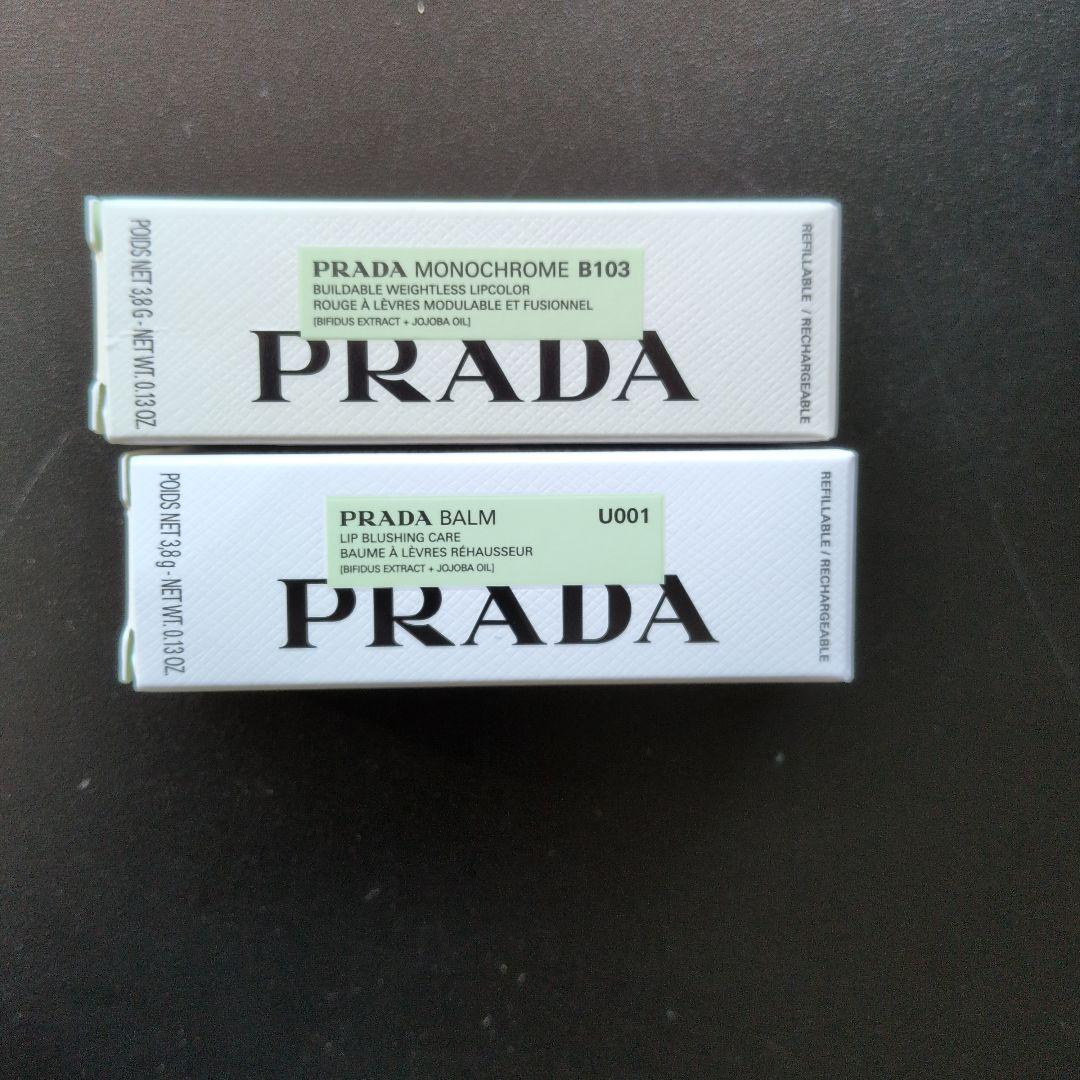 POIDS NET 3,8 G - NET WT. 0.13 OZ.
PRADA MONOCHROME B103
BUILDABLE WEIGHTLESS LIPCOLOR
ROUGE À LÈVRES MODULABLE ET FUSIONNEL
[BIFIDUS EXTRACT + JOJOBA OIL]
PRADA
REFILLABLE / RECHARGEABLE
POIDS NET 3,8 g - NET WT. 0.13 OZ.
PRADA BALM U001
LIP BLUSHING CARE
BAUME À LÈVRES RÉHAUSSEUR
[BIFIDUS EXTRACT + JOJOBA OIL]
PRADA
REFILLABLE / RECHARGEABLE